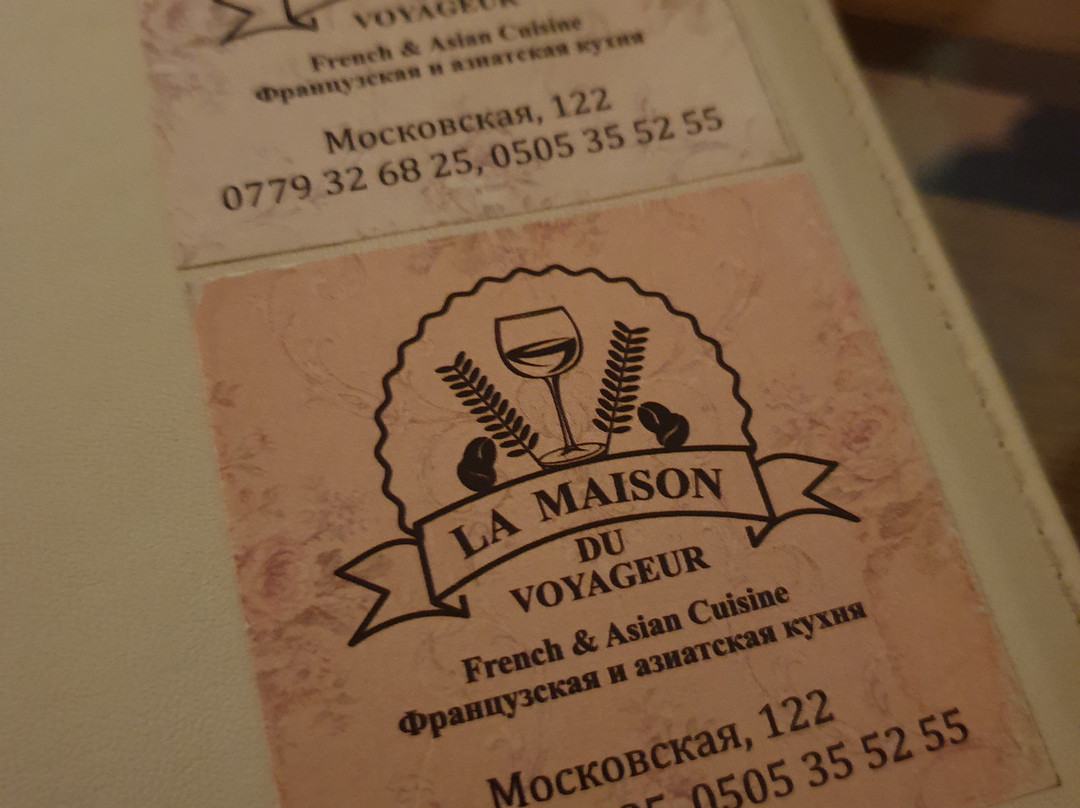 VOYAGEUR
French & Asian Cuisine
Французская и азиатская кухня
Московская, 122
0779 32 68 25, 0505 35 52 55
LA MAISON
DU
VOYAGEUR
French & Asian Cuisine
Французская и азиатская кухня
Московская, 122
25, 0505 35 52 55